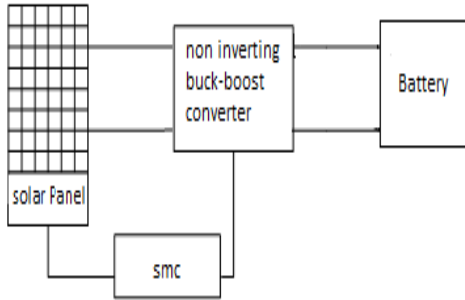 non inverting
buck-boost
converter
Battery
solar Panel
smc